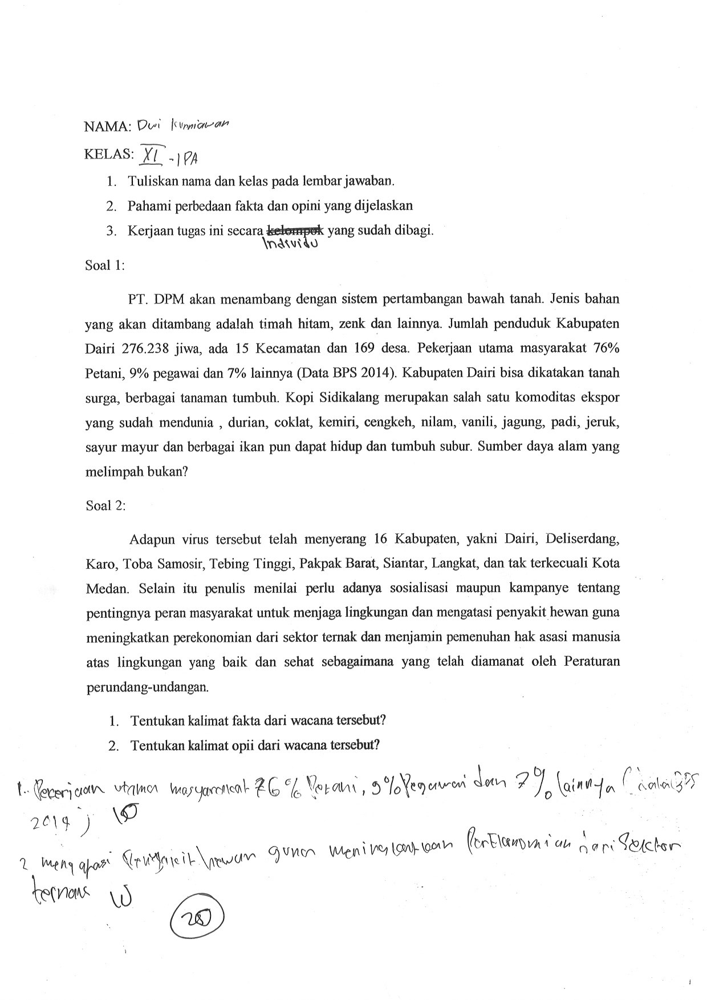 NAMA: Dwi Kurniawan
KELAS: XI - IPA
1. Tuliskan nama dan kelas pada lembar jawaban.
2. Pahami perbedaan fakta dan opini yang dijelaskan
3. Kerjaan tugas ini secara kelompok yang sudah dibagi.
Individu
Soal 1:
PT. DPM akan menambang dengan sistem pertambangan bawah tanah. Jenis bahan
yang akan ditambang adalah timah hitam, zenk dan lainnya. Jumlah penduduk Kabupaten
Dairi 276.238 jiwa, ada 15 Kecamatan dan 169 desa. Pekerjaan utama masyarakat 76%
Petani, 9% pegawai dan 7% lainnya (Data BPS 2014). Kabupaten Dairi bisa dikatakan tanah
surga, berbagai tanaman tumbuh. Kopi Sidikalang merupakan salah satu komoditas ekspor
yang sudah mendunia , durian, coklat, kemiri, cengkeh, nilam, vanili, jagung, padi, jeruk,
sayur mayur dan berbagai ikan pun dapat hidup dan tumbuh subur. Sumber daya alam yang
melimpah bukan?
Soal 2:
Adapun virus tersebut telah menyerang 16 Kabupaten, yakni Dairi, Deliserdang,
Karo, Toba Samosir, Tebing Tinggi, Pakpak Barat, Siantar, Langkat, dan tak terkecuali Kota
Medan. Selain itu penulis menilai perlu adanya sosialisasi maupun kampanye tentang
pentingnya peran masyarakat untuk menjaga lingkungan dan mengatasi penyakit hewan guna
meningkatkan perekonomian dari sektor ternak dan menjamin pemenuhan hak asasi manusia
atas lingkungan yang baik dan sehat sebagaimana yang telah diamanat oleh Peraturan
perundang-undangan.
1. Tentukan kalimat fakta dari wacana tersebut?
2. Tentukan kalimat opii dari wacana tersebut?
1. Pekerjaan utama masyarakat 76% Petani, 9% Pegawai dan 7% lainnya (data BPS
2014)
2 mengatasi Penyakit hewan guna meningkatkan PerEkonomian dari Sektor
ternak
20